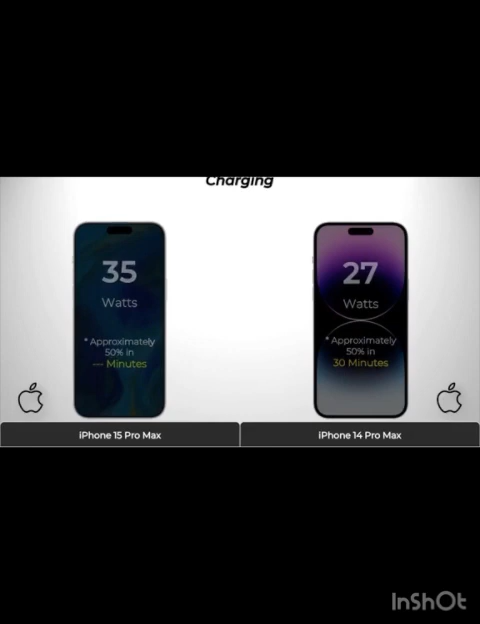 Charging
35
Watts
* Approximately
50% in
--- Minutes
27
Watts
* Approximately
50% in
30 Minutes
iPhone 15 Pro Max
iPhone 14 Pro Max
InShOt